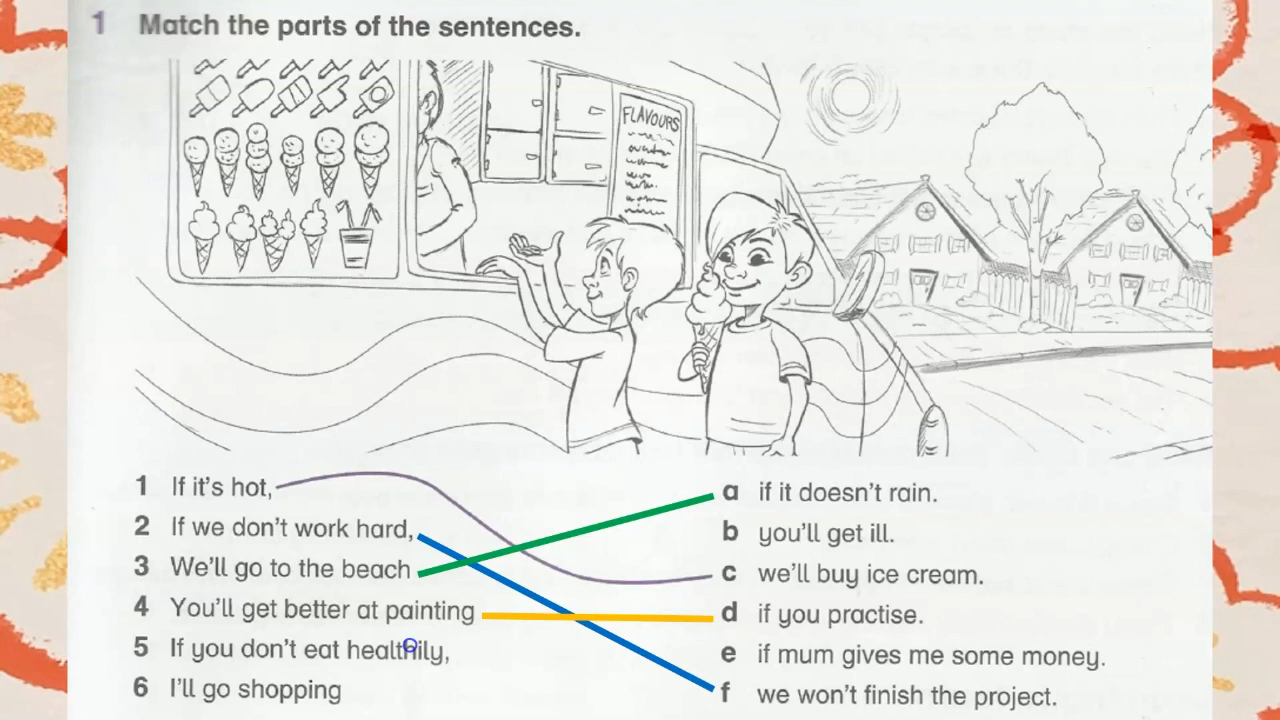 1 Match the parts of the sentences.
FLAVOURS
1 If it's hot,
2 If we don't work hard,
3 We'll go to the beach
4 You'll get better at painting
5 If you don't eat healthily,
6 I'll go shopping
a if it doesn't rain.
b you'll get ill.
c we'll buy ice cream.
d if you practise.
e if mum gives me some money.
f we won't finish the project.